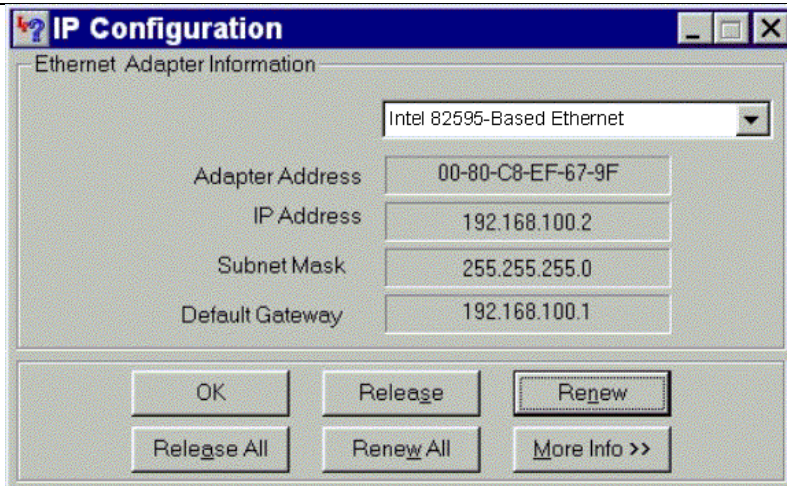 IP Configuration
Ethernet Adapter Information
Intel 82595-Based Ethernet
Adapter Address 00-80-C8-EF-67-9F
IP Address 192.168.100.2
Subnet Mask 255.255.255.0
Default Gateway 192.168.100.1
OK Release Renew
Release All Renew All More Info >>